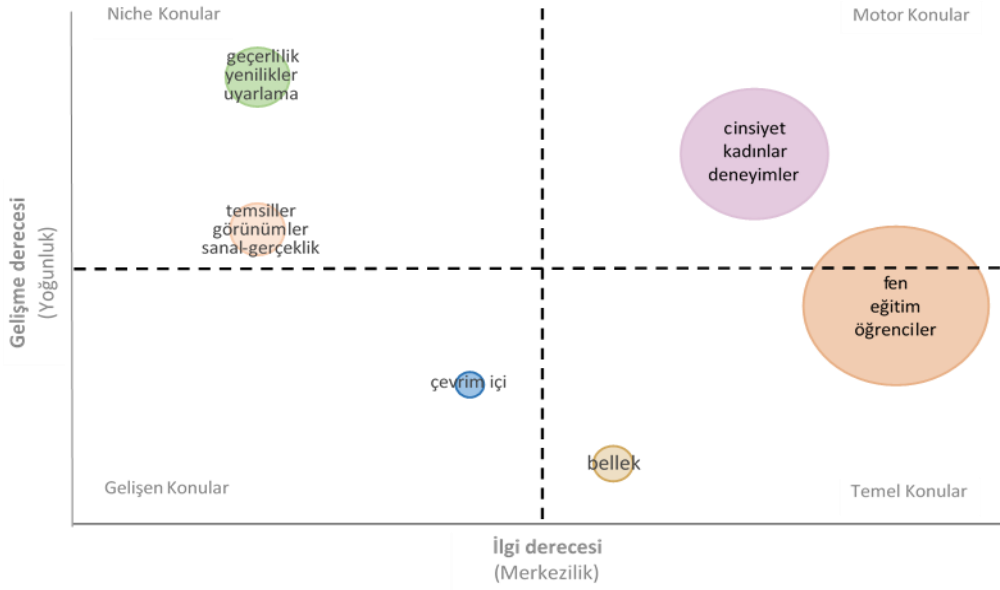 Niche Konular
Motor Konular
geçerlilik
yenilikler
uyarlama
cinsiyet
kadınlar
deneyimler
temsiller
görünümler
sanal-gerçeklik
Gelişme derecesi
(Yoğunluk)
fen
eğitim
öğrenciler
çevrim içi
bellek
Gelişen Konular
Temel Konular
İlgi derecesi
(Merkezilik)